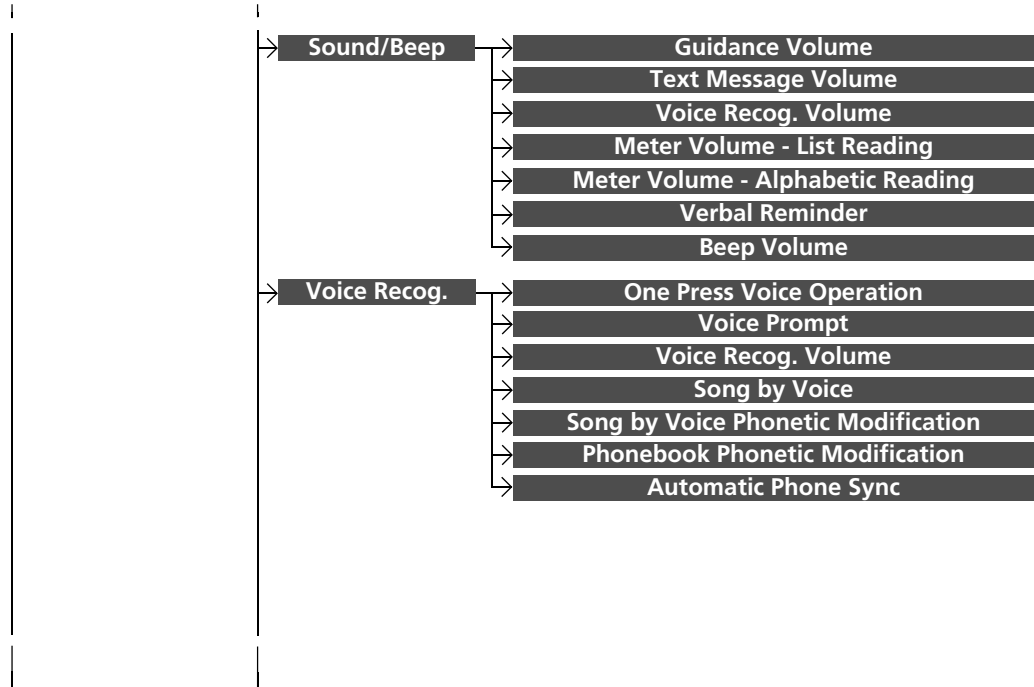 Sound/Beep
Guidance Volume
Text Message Volume
Voice Recog. Volume
Meter Volume - List Reading
Meter Volume - Alphabetic Reading
Verbal Reminder
Beep Volume
Voice Recog.
One Press Voice Operation
Voice Prompt
Voice Recog. Volume
Song by Voice
Song by Voice Phonetic Modification
Phonebook Phonetic Modification
Automatic Phone Sync